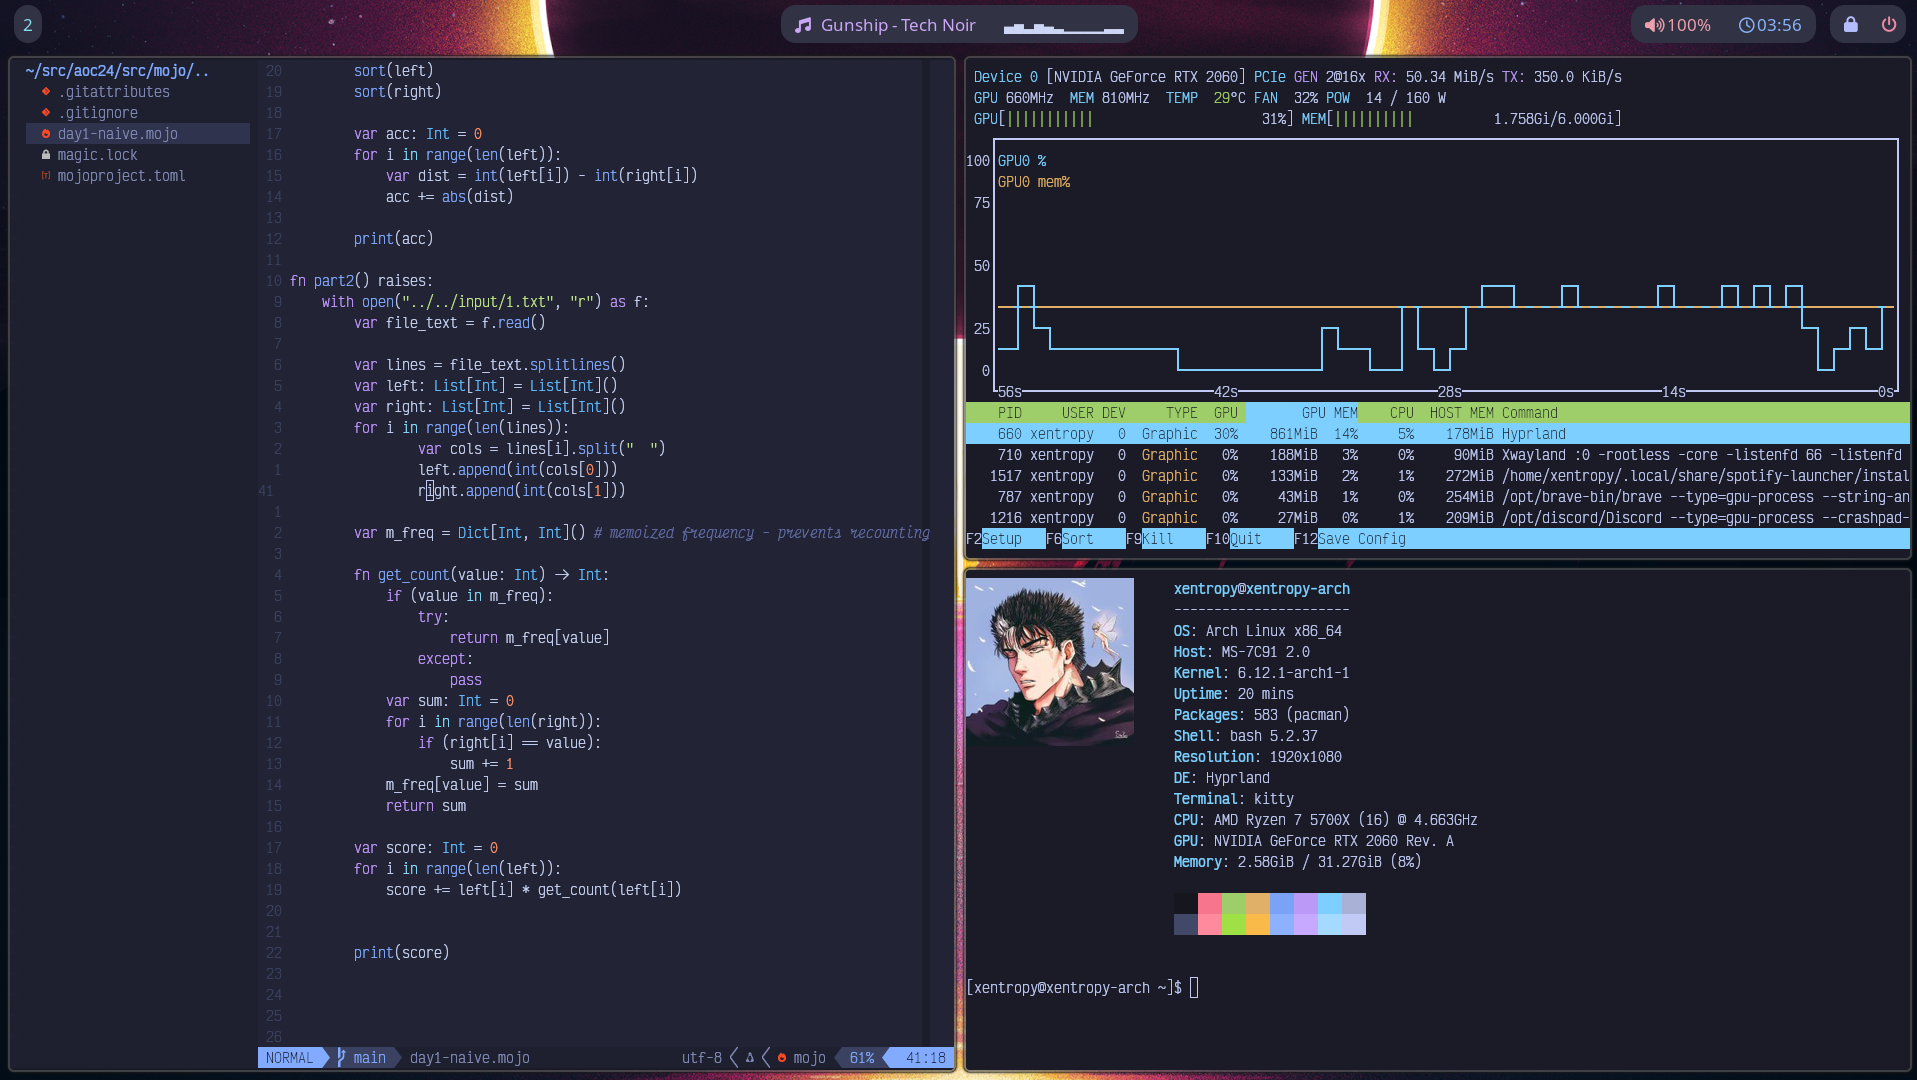 2
Gunship - Tech Noir
100%
03:56
~/src/aoc24/src/mojo/..
.gitattributes
.gitignore
day1-naive.mojo
magic.lock
mojoproject.toml
20 sort(left)
19 sort(right)
18
17 var acc: Int = 0
16 for i in range(len(left)):
15 var dist = int(left[i]) - int(right[i])
14 acc += abs(dist)
13
12 print(acc)
11
10 fn part2() raises:
9 with open("../../input/1.txt", "r") as f:
8 var file_text = f.read()
7
6 var lines = file_text.splitlines()
5 var left: List[Int] = List[Int]()
4 var right: List[Int] = List[Int]()
3 for i in range(len(lines)):
2 var cols = lines[i].split("  ")
1 left.append(int(cols[0]))
41 right.append(int(cols[1]))
1
2 var m_freq = Dict[Int, Int]() # memoized frequency - prevents recounting
3
4 fn get_count(value: Int) -> Int:
5 if (value in m_freq):
6 try:
7 return m_freq[value]
8 except:
9 pass
10 var sum: Int = 0
11 for i in range(len(right)):
12 if (right[i] == value):
13 sum += 1
14 m_freq[value] = sum
15 return sum
16
17 var score: Int = 0
18 for i in range(len(left)):
19 score += left[i] * get_count(left[i])
20
21
22 print(score)
23
24
25
26
NORMAL main day1-naive.mojo utf-8 mojo 61% 41:18
Device 0 [NVIDIA GeForce RTX 2060] PCIe GEN 2@16x RX: 50.34 MiB/s TX: 350.0 KiB/s
GPU 660MHz MEM 810MHz TEMP 29°C FAN 32% POW 14 / 160 W
GPU[||||||||||| 31%] MEM[|||||||||| 1.758Gi/6.000Gi]
100 GPU0 %
GPU0 mem%
75
50
25
0
56s 42s 28s 14s 0s
PID USER DEV TYPE GPU GPU MEM CPU HOST MEM Command
660 xentropy 0 Graphic 30% 861MiB 14% 5% 178MiB Hyprland
710 xentropy 0 Graphic 0% 188MiB 3% 0% 90MiB Xwayland :0 -rootless -core -listenfd 66 -listenfd
1517 xentropy 0 Graphic 0% 133MiB 2% 1% 272MiB /home/xentropy/.local/share/spotify-launcher/instal
787 xentropy 0 Graphic 0% 43MiB 1% 0% 254MiB /opt/brave-bin/brave --type=gpu-process --string-an
1216 xentropy 0 Graphic 0% 27MiB 0% 1% 209MiB /opt/discord/Discord --type=gpu-process --crashpad-
F2Setup F6Sort F9Kill F10Quit F12Save Config
xentropy@xentropy-arch
----------------------
OS: Arch Linux x86_64
Host: MS-7C91 2.0
Kernel: 6.12.1-arch1-1
Uptime: 20 mins
Packages: 583 (pacman)
Shell: bash 5.2.37
Resolution: 1920x1080
DE: Hyprland
Terminal: kitty
CPU: AMD Ryzen 7 5700X (16) @ 4.663GHz
GPU: NVIDIA GeForce RTX 2060 Rev. A
Memory: 2.58GiB / 31.27GiB (8%)
[xentropy@xentropy-arch ~]$